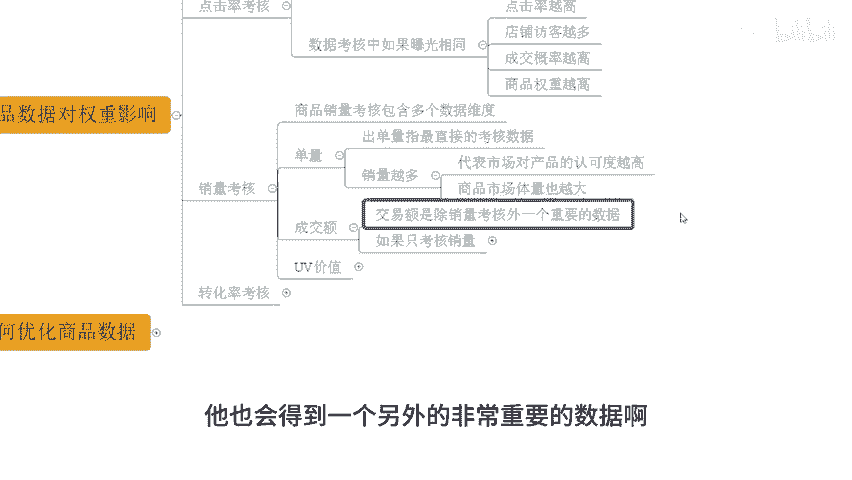 点击率考核
点击率越高
店铺访客越多
数据考核中如果曝光相同
成交概率越高
商品权重越高
品数据对权重影响
商品销量考核包含多个数据维度
出单量指最直接的考核数据
单量
代表市场对产品的认可度越高
销量越多
销量考核
商品市场体量也越大
交易额是除销量考核外一个重要的数据
成交额
如果只考核销量
UV价值
转化率考核
何优化商品数据
他也会得到一个另外的非常重要的数据啊